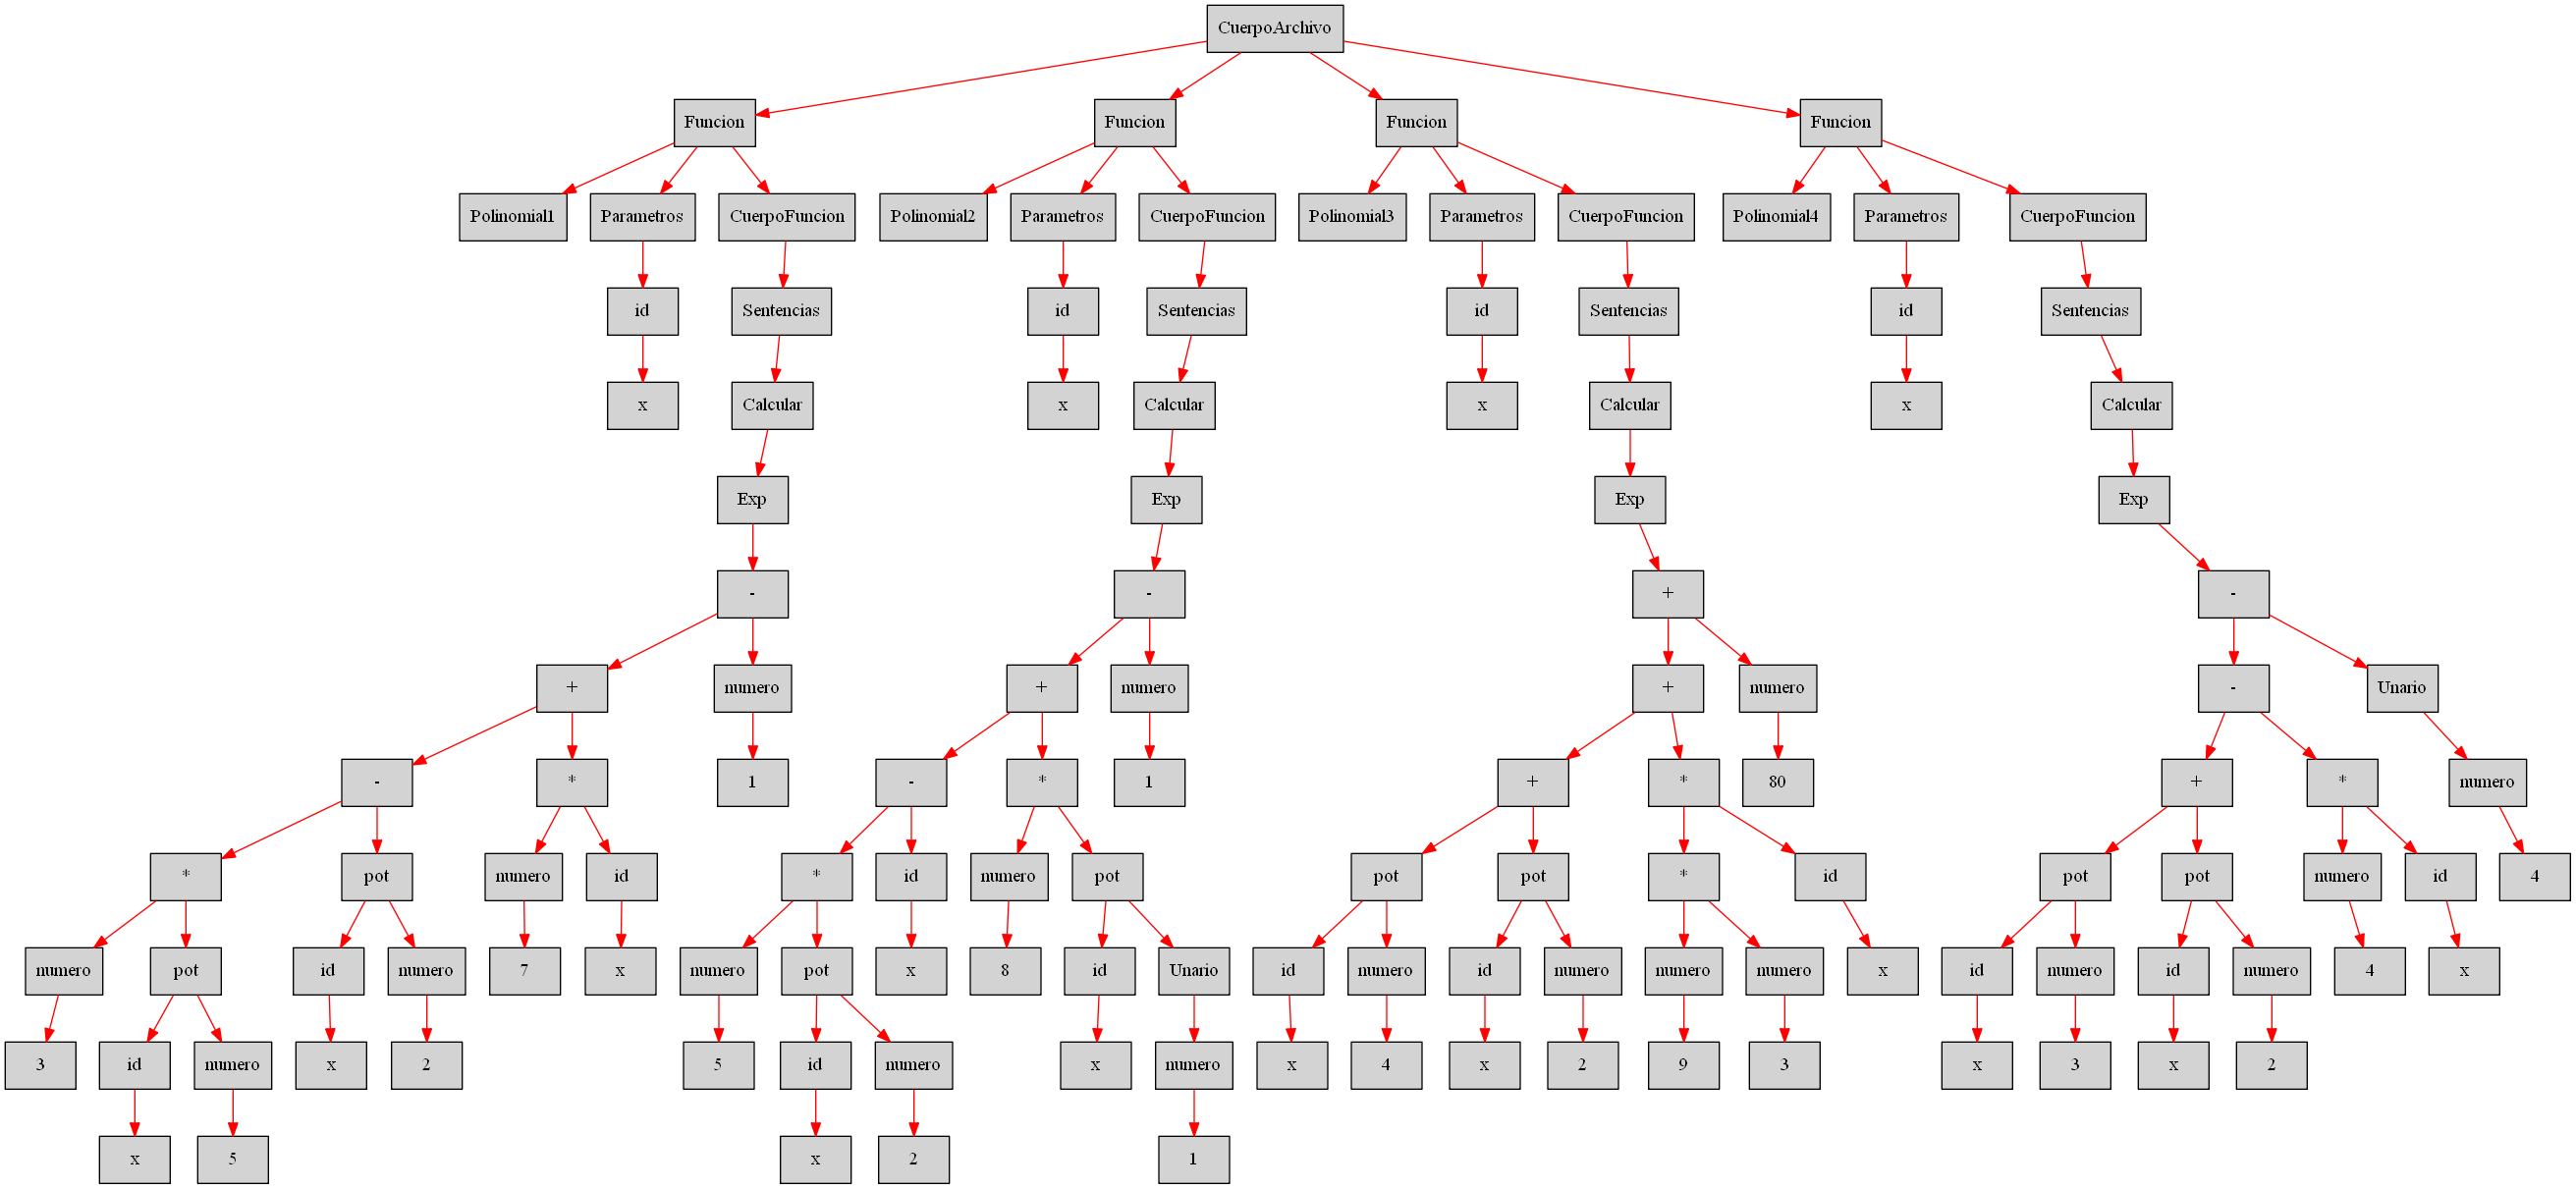 CuerpoArchivo
Funcion Funcion Funcion Funcion
Polinomial1 Parametros CuerpoFuncion Polinomial2 Parametros CuerpoFuncion Polinomial3 Parametros CuerpoFuncion Polinomial4 Parametros CuerpoFuncion
id Sentencias id Sentencias id Sentencias id Sentencias
x Calcular x Calcular x Calcular x Calcular
Exp Exp Exp Exp
- - + -
+ numero + numero + numero - Unario
- * 1 - * 1 + * 80 + * numero
* pot numero id * id numero pot pot pot * id pot pot numero id 4
numero pot id numero 7 x numero pot x 8 id Unario id numero id numero numero numero x id numero id numero 4 x
3 id numero x 2 5 id numero x numero x 4 x 2 9 3 x 3 x 2
x 5 x 2 1